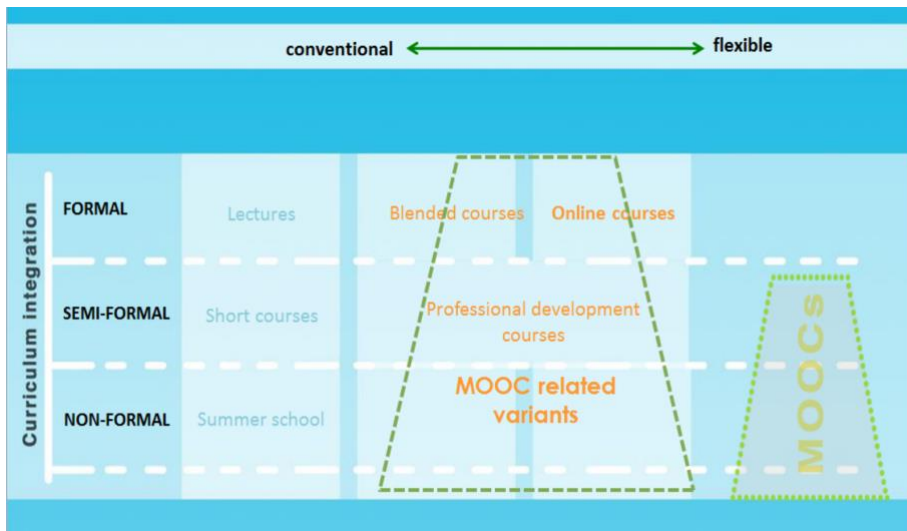 conventional
flexible
Curriculum integration
FORMAL
Lectures
Blended courses
Online courses
SEMI-FORMAL
Short courses
Professional development
courses
NON-FORMAL
Summer school
MOOC related
variants
MOOCs